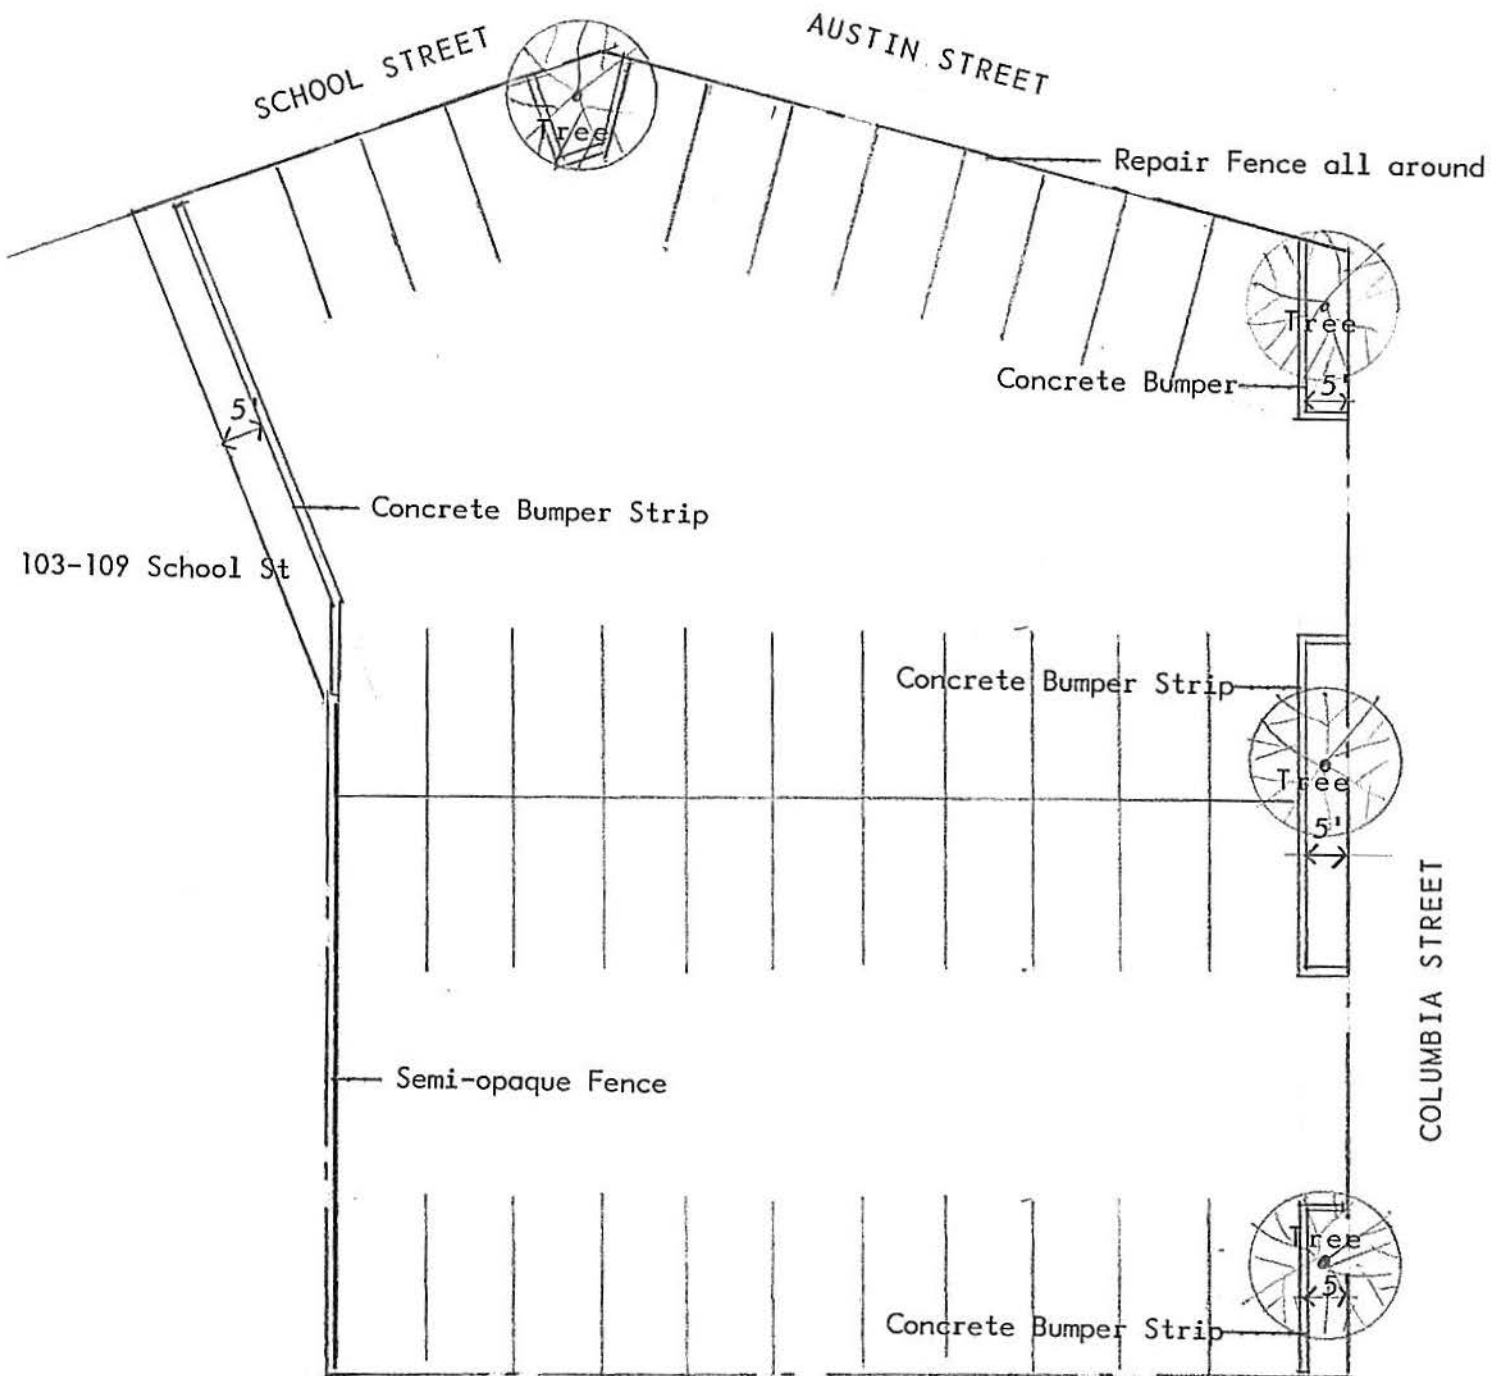 SCHOOL STREET
AUSTIN STREET
Tree
Repair Fence all around
Tree
Concrete Bumper
5'
5'
Concrete Bumper Strip
103-109 School St
Concrete Bumper Strip
Tree
5'
COLUMBIA STREET
Semi-opaque Fence
Tree
5'
Concrete Bumper Strip